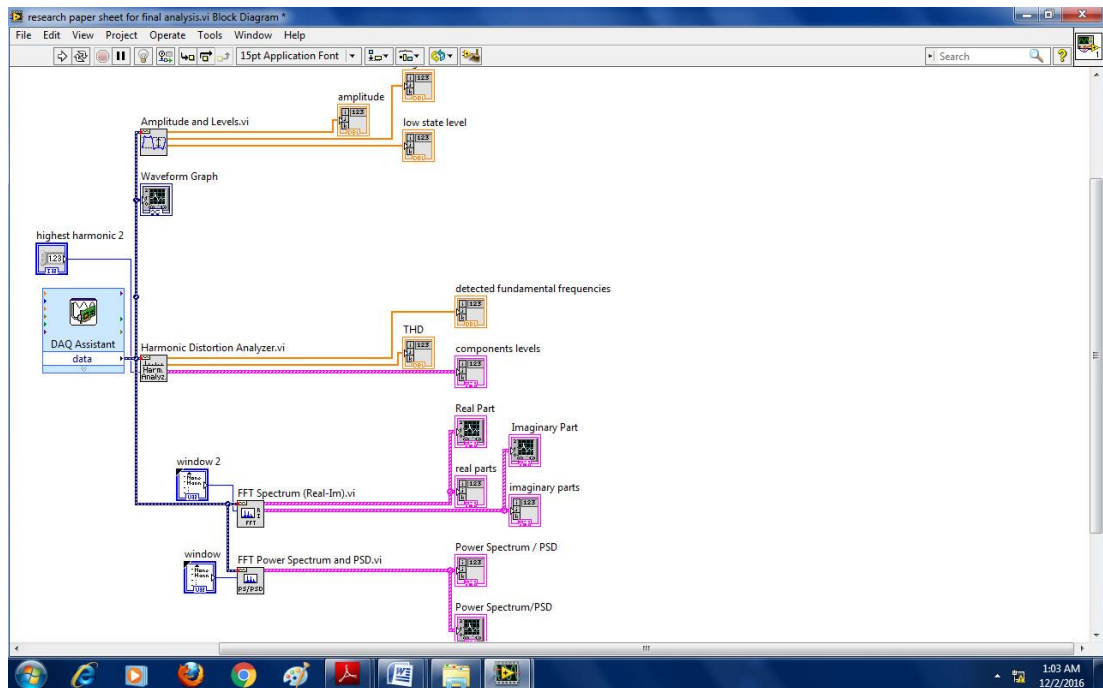 research paper sheet for final analysis.vi Block Diagram *
File Edit View Project Operate Tools Window Help
15pt Application Font
Search
amplitude
Amplitude and Levels.vi
low state level
Waveform Graph
highest harmonic 2
detected fundamental frequencies
THD
DAQ Assistant
data
Harmonic Distortion Analyzer.vi
components levels
Harm.
Analyz.
Real Part
Imaginary Part
window 2
real parts
imaginary parts
FFT Spectrum (Real-Im).vi
FFT
window
FFT Power Spectrum and PSD.vi
Power Spectrum / PSD
PS/PSD
Power Spectrum/PSD
1:03 AM
12/2/2016